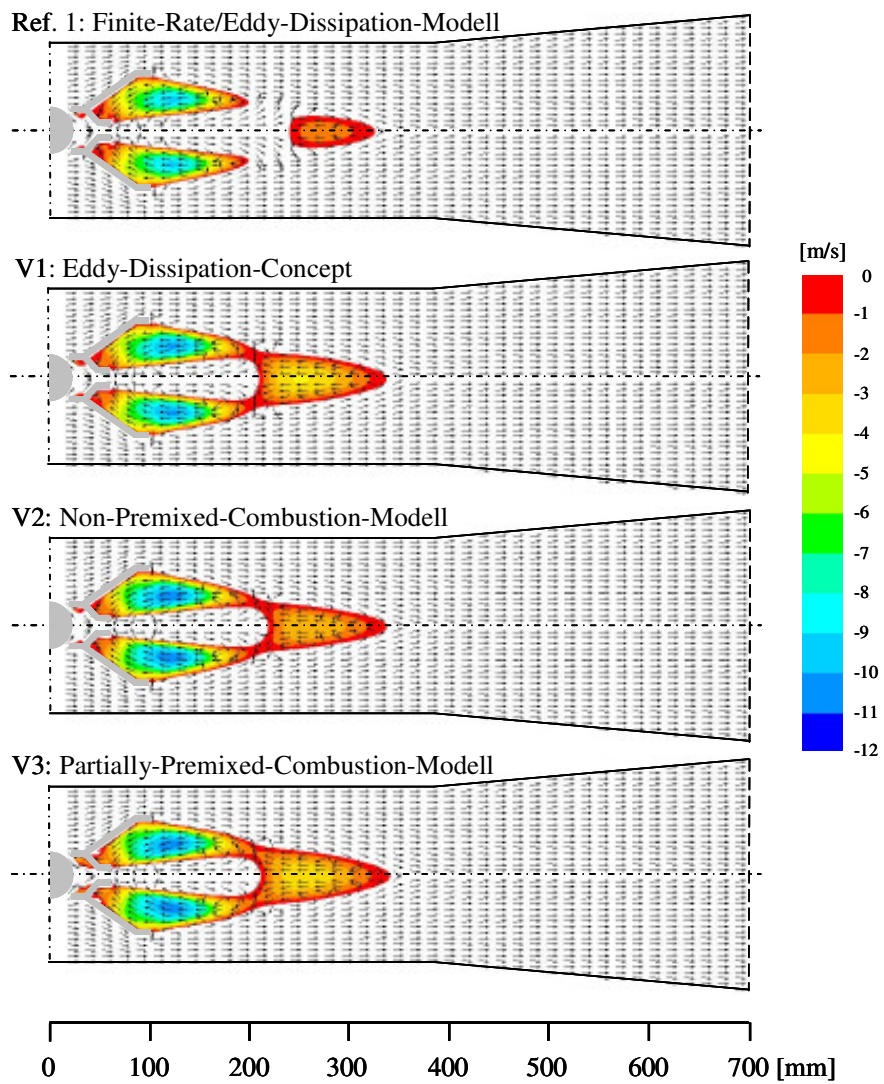 Ref. 1: Finite-Rate/Eddy-Dissipation-Modell
V1: Eddy-Dissipation-Concept
[m/s]
0
-1
-2
-3
-4
-5
-6
-7
-8
-9
-10
-11
-12
V2: Non-Premixed-Combustion-Modell
V3: Partially-Premixed-Combustion-Modell
0 100 200 300 400 500 600 700 [mm]